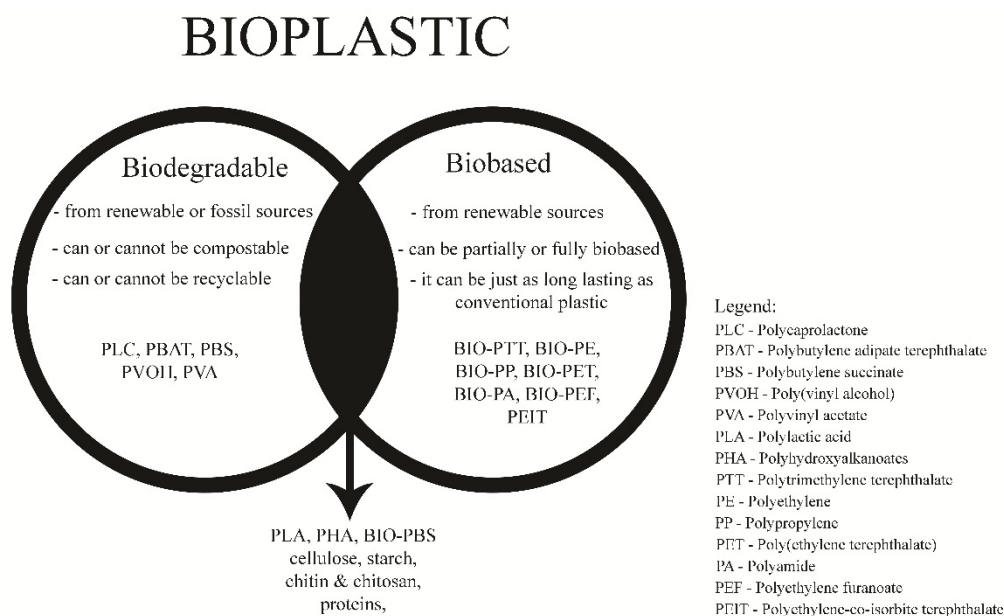 BIOPLASTIC
Biodegradable
- from renewable or fossil sources
- can or cannot be compostable
- can or cannot be recyclable
PLC, PBAT, PBS,
PVOH, PVA
Biobased
- from renewable sources
- can be partially or fully biobased
- it can be just as long lasting as
conventional plastic
BIO-PTT, BIO-PE,
BIO-PP, BIO-PET,
BIO-PA, BIO-PEF,
PEIT
PLA, PHA, BIO-PBS
cellulose, starch,
chitin & chitosan,
proteins,
Legend:
PLC - Polycaprolactone
PBAT - Polybutylene adipate terephthalate
PBS - Polybutylene succinate
PVOH - Poly(vinyl alcohol)
PVA - Polyvinyl acetate
PLA - Polylactic acid
PHA - Polyhydroxyalkanoates
PTT - Polytrimethylene terephthalate
PE - Polyethylene
PP - Polypropylene
PET - Poly(ethylene terephthalate)
PA - Polyamide
PEF - Polyethylene furanoate
PEIT - Polyethylene-co-isorbite terephthalate